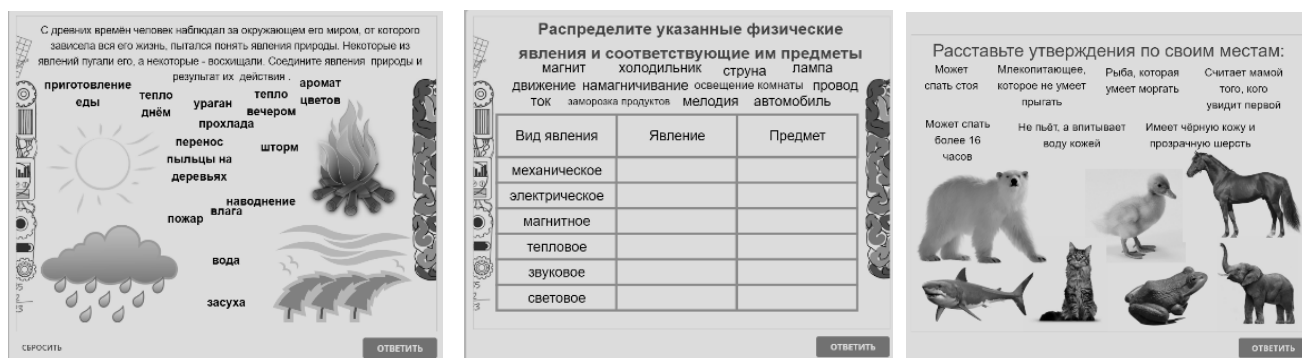 С древних времён человек наблюдал за окружающем его миром, от которого
зависела вся его жизнь, пытался понять явления природы. Некоторые из
явлений пугали его, а некоторые - восхищали. Соедините явления природы и
результат их действия .
приготовление
еды
тепло
днём
ураган
тепло
вечером
аромат
цветов
прохлада
перенос
пыльцы на
деревьях
шторм
наводнение
влага
пожар
вода
засуха
СБРОСИТЬ
ОТВЕТИТЬ
Распределите указанные физические
явления и соответствующие им предметы
магнит холодильник струна лампа
движение намагничивание освещение комнаты провод
ток заморозка продуктов мелодия автомобиль
Вид явления Явление Предмет
механическое
электрическое
магнитное
тепловое
звуковое
световое
ОТВЕТИТЬ
Расставьте утверждения по своим местам:
Может
спать стоя
Млекопитающее,
которое не умеет
прыгать
Рыба, которая
умеет моргать
Считает мамой
того, кого
увидит первой
Может спать
более 16
часов
Не пьёт, а впитывает
воду кожей
Имеет чёрную кожу и
прозрачную шерсть
ОТВЕТИТЬ